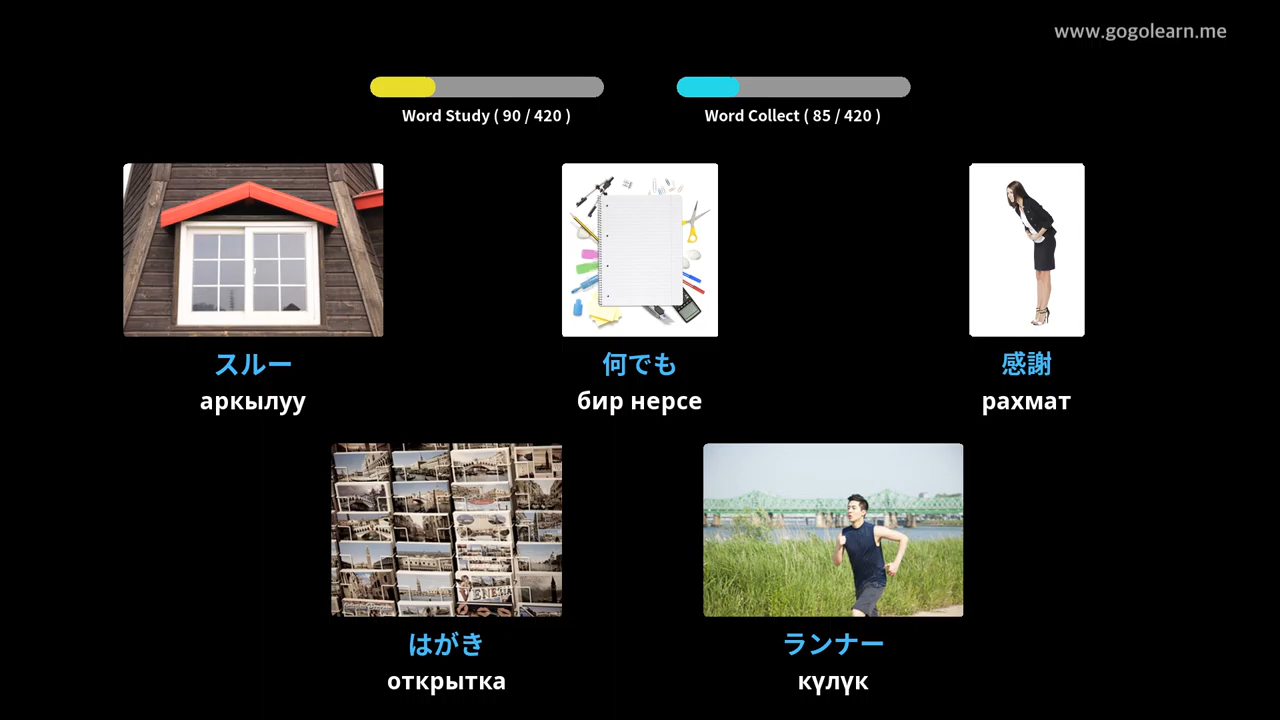 www.gogolearn.me
Word Study ( 90 / 420 )
Word Collect ( 85 / 420 )
スルー
аркылуу
何でも
бир нерсе
感謝
рахмат
VENEZIA
はがき
открытка
ランナー
күлүк